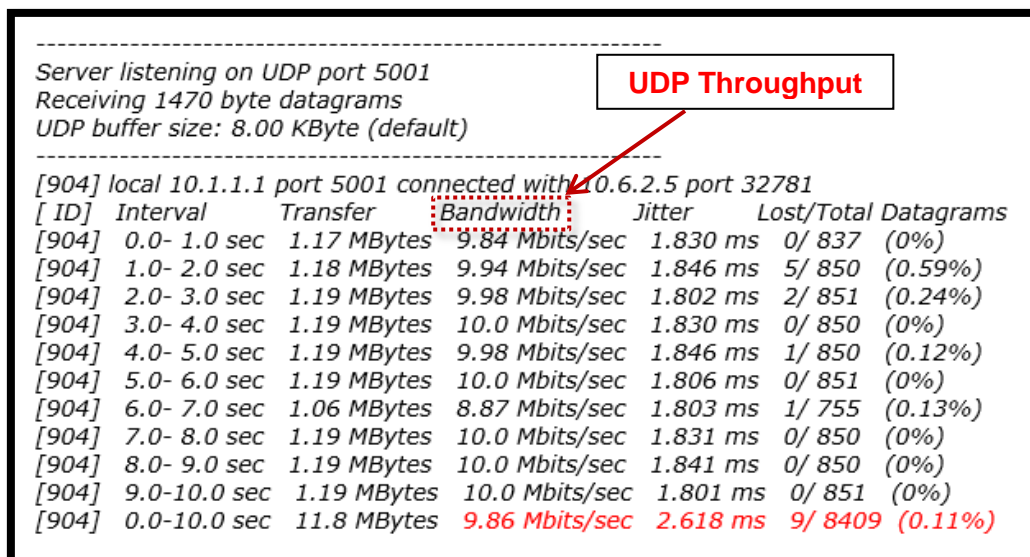 ------------------------------------------------------------
Server listening on UDP port 5001
UDP Throughput
Receiving 1470 byte datagrams
UDP buffer size: 8.00 KByte (default)
------------------------------------------------------------
[904] local 10.1.1.1 port 5001 connected with 10.6.2.5 port 32781
[ ID] Interval Transfer Bandwidth Jitter Lost/Total Datagrams
[904] 0.0- 1.0 sec 1.17 MBytes 9.84 Mbits/sec 1.830 ms 0/ 837 (0%)
[904] 1.0- 2.0 sec 1.18 MBytes 9.94 Mbits/sec 1.846 ms 5/ 850 (0.59%)
[904] 2.0- 3.0 sec 1.19 MBytes 9.98 Mbits/sec 1.802 ms 2/ 851 (0.24%)
[904] 3.0- 4.0 sec 1.19 MBytes 10.0 Mbits/sec 1.830 ms 0/ 850 (0%)
[904] 4.0- 5.0 sec 1.19 MBytes 9.98 Mbits/sec 1.846 ms 1/ 850 (0.12%)
[904] 5.0- 6.0 sec 1.19 MBytes 10.0 Mbits/sec 1.806 ms 0/ 851 (0%)
[904] 6.0- 7.0 sec 1.06 MBytes 8.87 Mbits/sec 1.803 ms 1/ 755 (0.13%)
[904] 7.0- 8.0 sec 1.19 MBytes 10.0 Mbits/sec 1.831 ms 0/ 850 (0%)
[904] 8.0- 9.0 sec 1.19 MBytes 10.0 Mbits/sec 1.841 ms 0/ 850 (0%)
[904] 9.0-10.0 sec 1.19 MBytes 10.0 Mbits/sec 1.801 ms 0/ 851 (0%)
[904] 0.0-10.0 sec 11.8 MBytes 9.86 Mbits/sec 2.618 ms 9/ 8409 (0.11%)